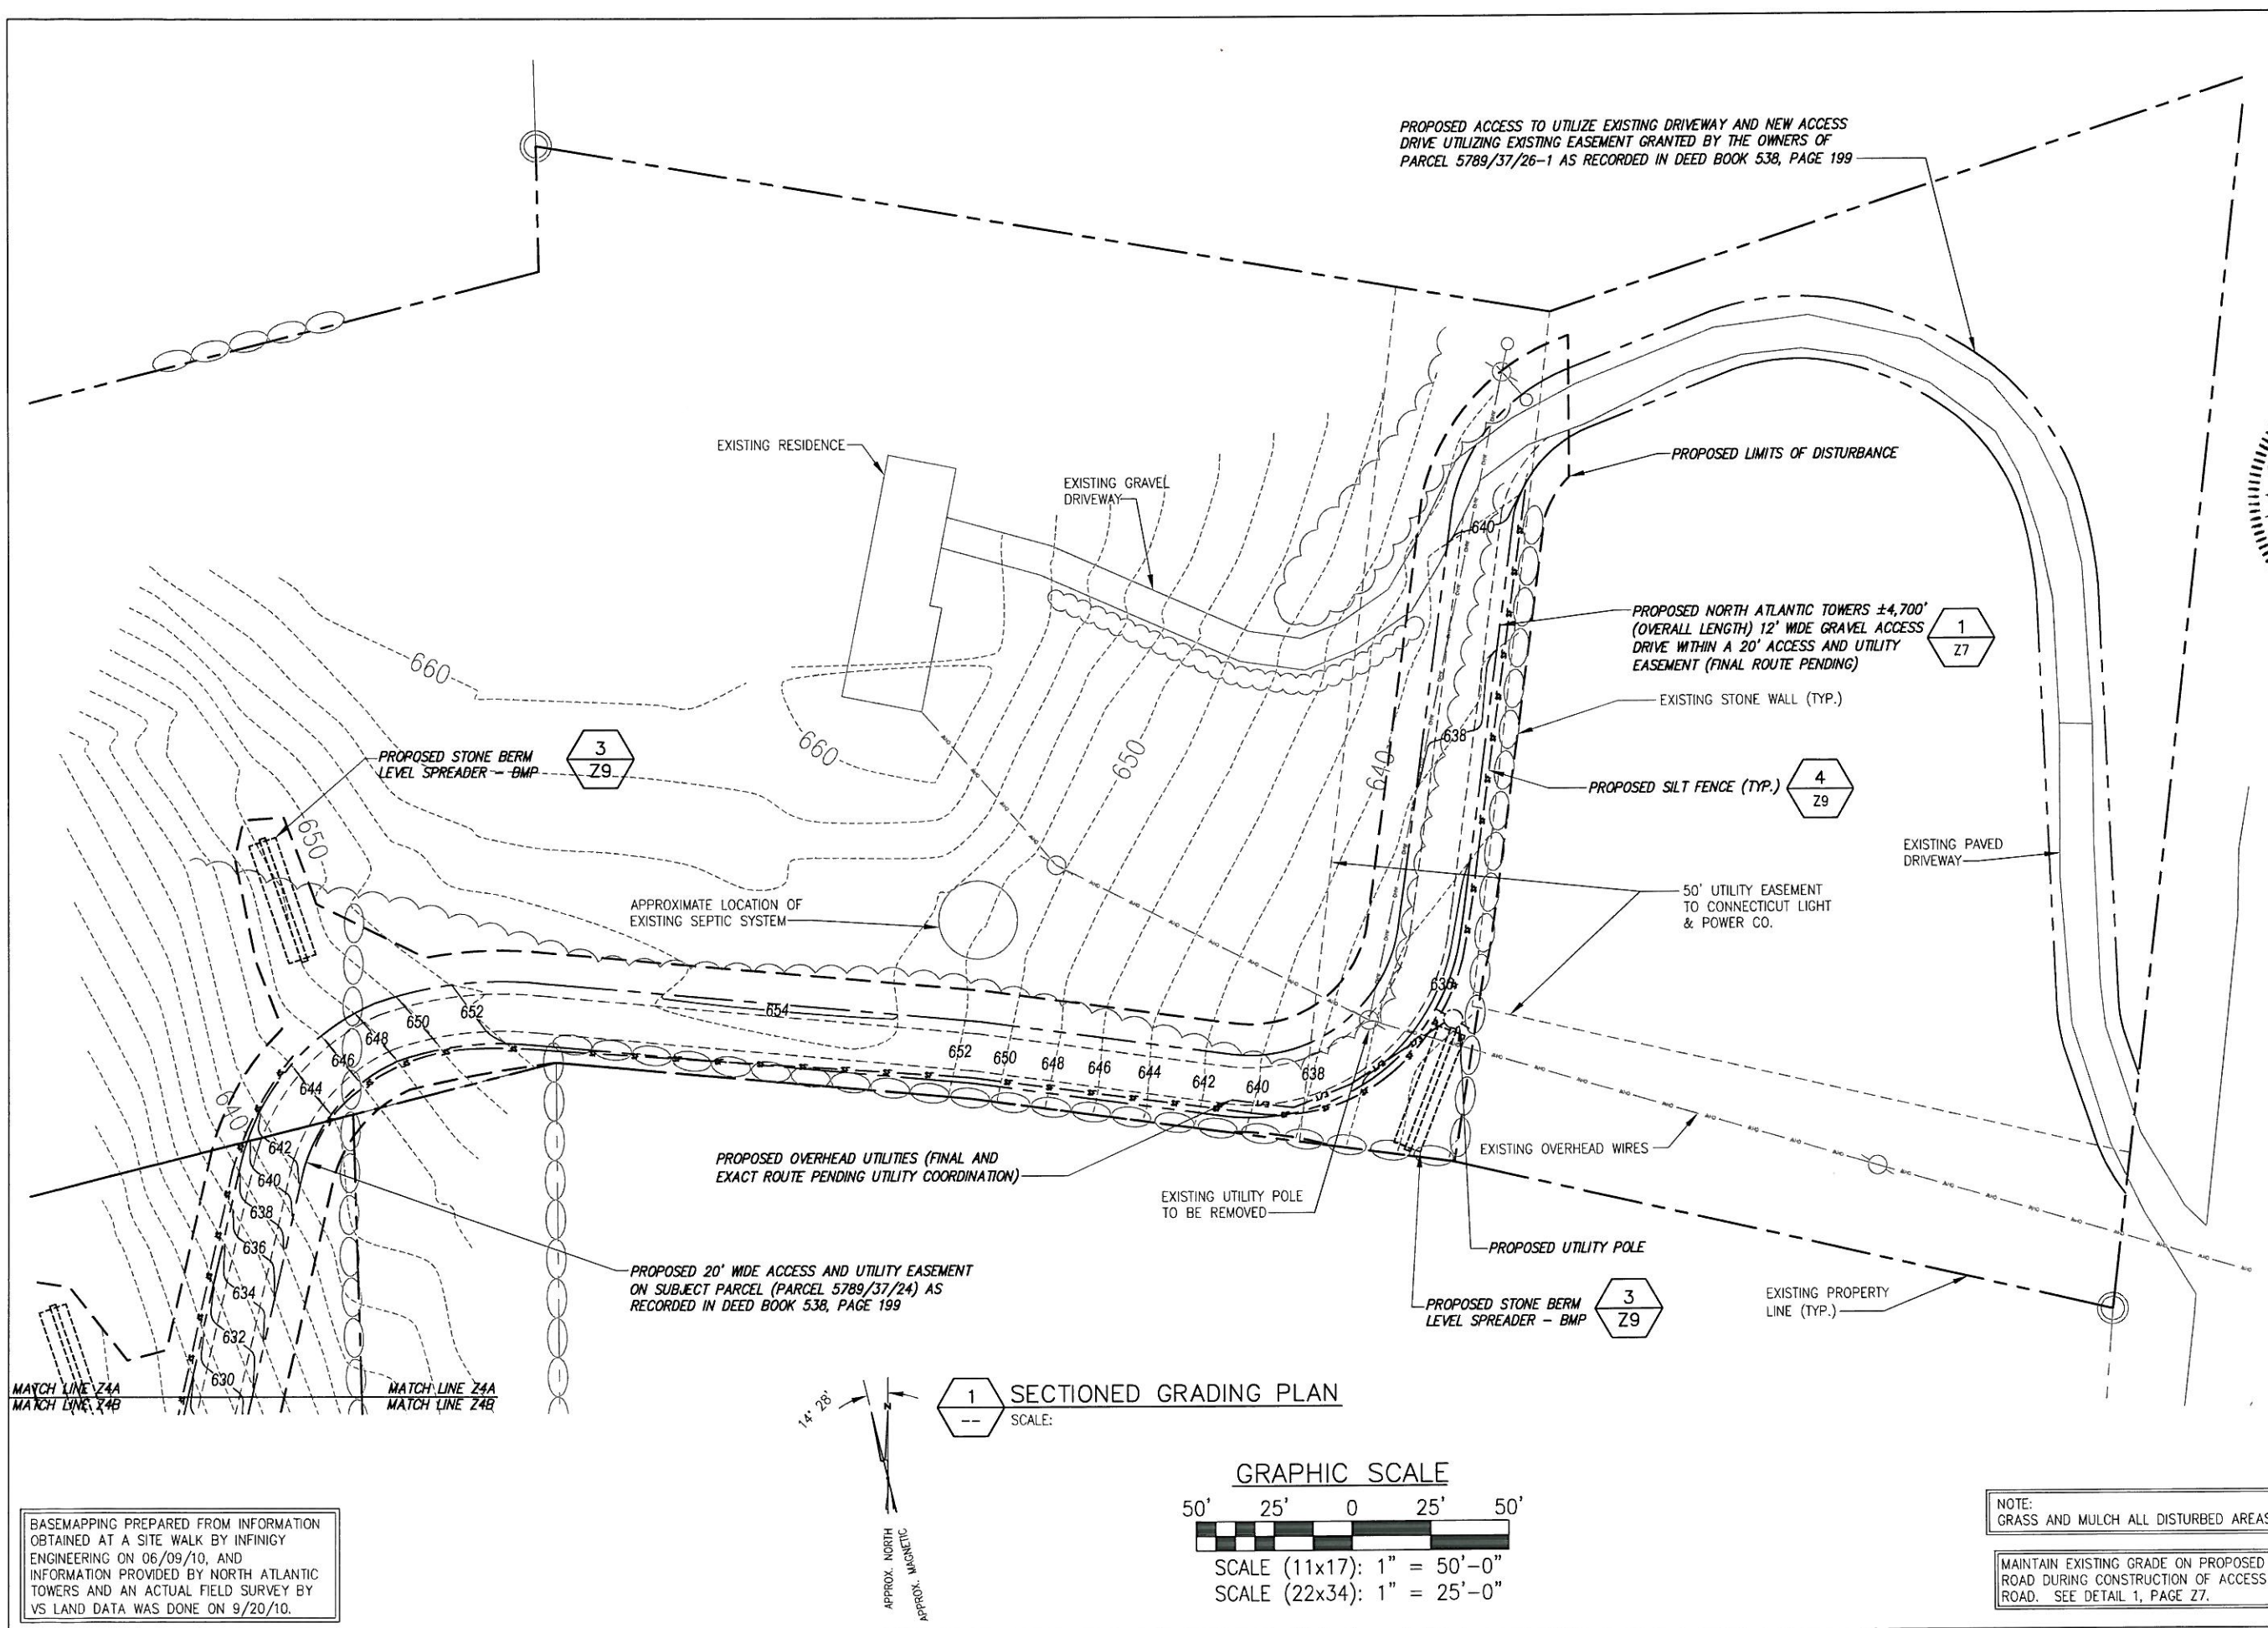 PROPOSED ACCESS TO UTILIZE EXISTING DRIVEWAY AND NEW ACCESS
DRIVE UTILIZING EXISTING EASEMENT GRANTED BY THE OWNERS OF
PARCEL 5789/37/26-1 AS RECORDED IN DEED BOOK 538, PAGE 199
EXISTING RESIDENCE
EXISTING GRAVEL
DRIVEWAY
PROPOSED LIMITS OF DISTURBANCE
640
PROPOSED NORTH ATLANTIC TOWERS ±4,700'
(OVERALL LENGTH) 12' WIDE GRAVEL ACCESS
DRIVE WITHIN A 20' ACCESS AND UTILITY
EASEMENT (FINAL ROUTE PENDING)
1
Z7
660
EXISTING STONE WALL (TYP.)
638
660
650
640
PROPOSED STONE BERM
LEVEL SPREADER - BMP
3
Z9
PROPOSED SILT FENCE (TYP.)
4
Z9
650
EXISTING PAVED
DRIVEWAY
APPROXIMATE LOCATION OF
EXISTING SEPTIC SYSTEM
50' UTILITY EASEMENT
TO CONNECTICUT LIGHT
& POWER CO.
636
654
652
650
648
646
644
652
650
648
646
644
642
640
638
640
642
640
638
636
634
632
630
PROPOSED OVERHEAD UTILITIES (FINAL AND
EXACT ROUTE PENDING UTILITY COORDINATION)
EXISTING OVERHEAD WIRES
EXISTING UTILITY POLE
TO BE REMOVED
PROPOSED UTILITY POLE
PROPOSED 20' WIDE ACCESS AND UTILITY EASEMENT
ON SUBJECT PARCEL (PARCEL 5789/37/24) AS
RECORDED IN DEED BOOK 538, PAGE 199
PROPOSED STONE BERM
LEVEL SPREADER - BMP
3
Z9
EXISTING PROPERTY
LINE (TYP.)
MATCH LINE Z4A
MATCH LINE Z4B
MATCH LINE Z4A
MATCH LINE Z4B
14° 28'
N
APPROX. NORTH
APPROX. MAGNETIC
1
--
SECTIONED GRADING PLAN
SCALE:
GRAPHIC SCALE
50' 25' 0 25' 50'
SCALE (11x17): 1" = 50'-0"
SCALE (22x34): 1" = 25'-0"
BASEMAPPING PREPARED FROM INFORMATION
OBTAINED AT A SITE WALK BY INFINIGY
ENGINEERING ON 06/09/10, AND
INFORMATION PROVIDED BY NORTH ATLANTIC
TOWERS AND AN ACTUAL FIELD SURVEY BY
VS LAND DATA WAS DONE ON 9/20/10.
NOTE:
GRASS AND MULCH ALL DISTURBED AREAS
MAINTAIN EXISTING GRADE ON PROPOSED
ROAD DURING CONSTRUCTION OF ACCESS
ROAD. SEE DETAIL 1, PAGE Z7.